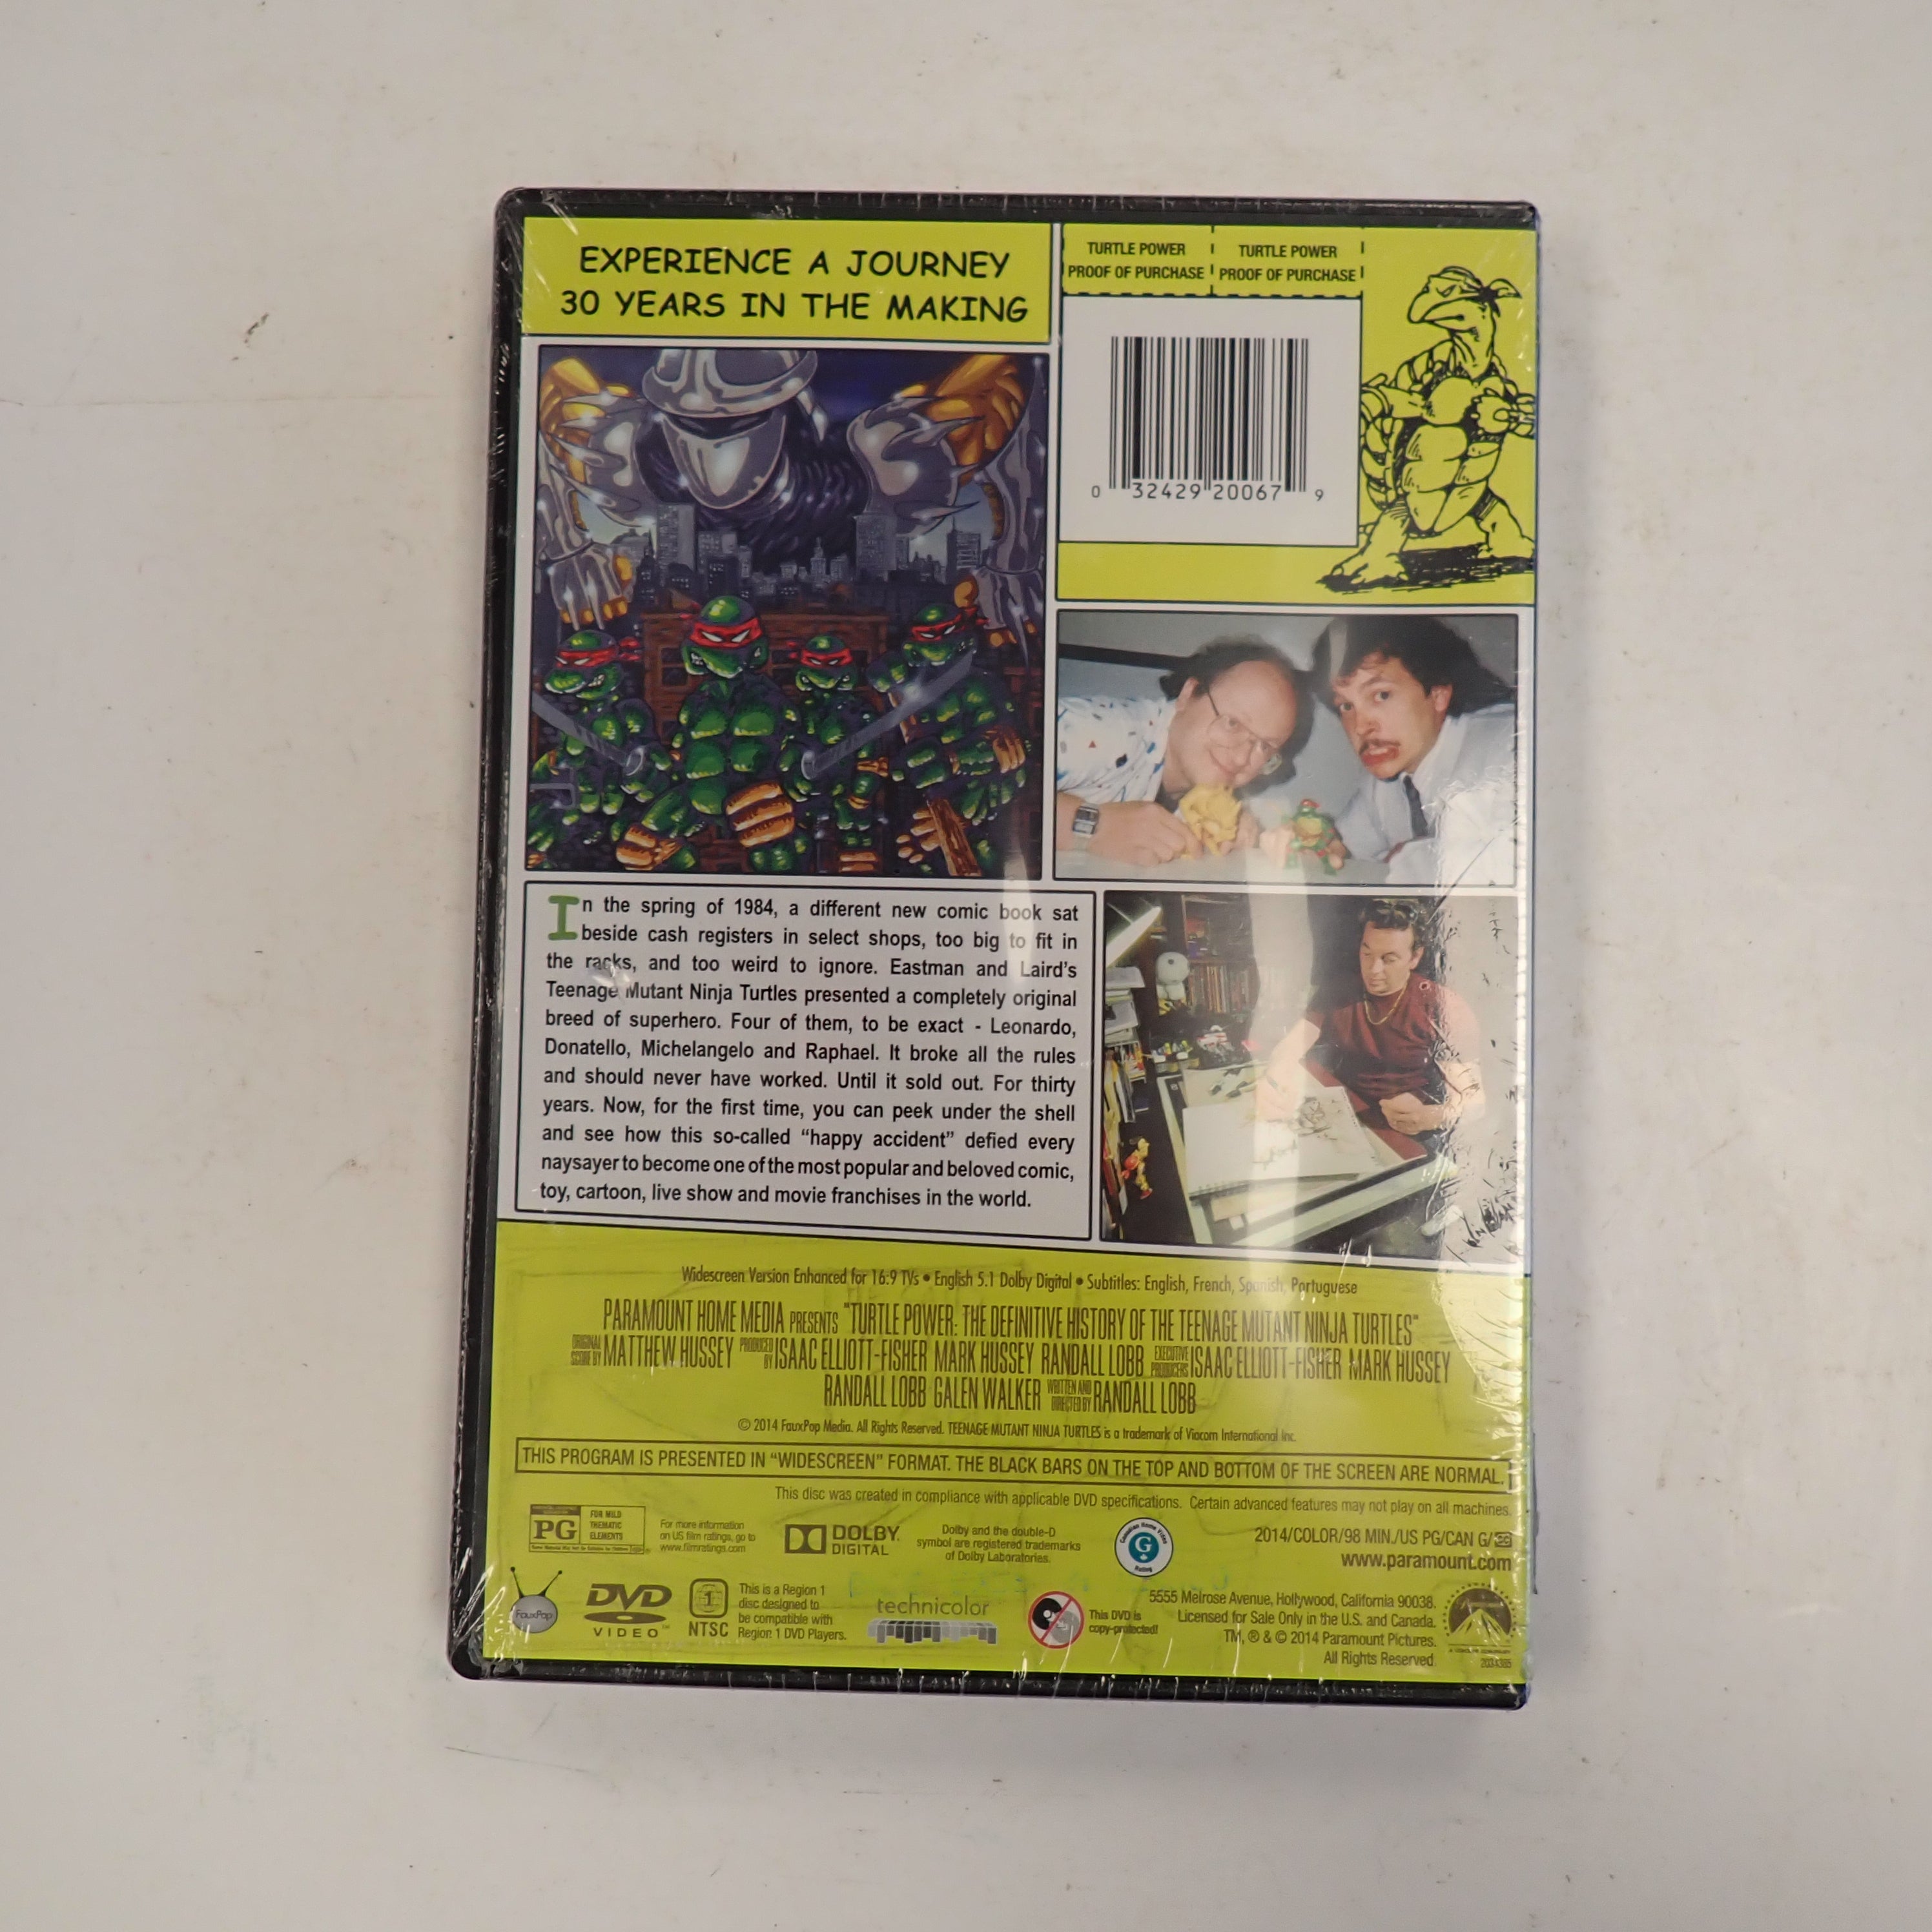 EXPERIENCE A JOURNEY
30 YEARS IN THE MAKING
TURTLE POWER
PROOF OF PURCHASE
TURTLE POWER
PROOF OF PURCHASE
0 32429 20067 9
In the spring of 1984, a different new comic book sat
beside cash registers in select shops, too big to fit in
the racks, and too weird to ignore. Eastman and Laird's
Teenage Mutant Ninja Turtles presented a completely original
breed of superhero. Four of them, to be exact - Leonardo,
Donatello, Michelangelo and Raphael. It broke all the rules
and should never have worked. Until it sold out. For thirty
years. Now, for the first time, you can peek under the shell
and see how this so-called “happy accident” defied every
naysayer to become one of the most popular and beloved comic,
toy, cartoon, live show and movie franchises in the world.
Widescreen Version Enhanced for 16:9 TVs • English 5.1 Dolby Digital • Subtitles: English, French, Spanish, Portuguese
PARAMOUNT HOME MEDIA PRESENTS "TURTLE POWER: THE DEFINITIVE HISTORY OF THE TEENAGE MUTANT NINJA TURTLES"
ORIGINAL SCORE BY MATTHEW HUSSEY PRODUCED BY ISAAC ELLIOTT-FISHER MARK HUSSEY RANDALL LOBB EXECUTIVE PRODUCERS ISAAC ELLIOTT-FISHER MARK HUSSEY
RANDALL LOBB GALEN WALKER WRITTEN AND DIRECTED BY RANDALL LOBB
© 2014 FauxPop Media. All Rights Reserved. TEENAGE MUTANT NINJA TURTLES is a trademark of Viacom International Inc.
THIS PROGRAM IS PRESENTED IN “WIDESCREEN” FORMAT. THE BLACK BARS ON THE TOP AND BOTTOM OF THE SCREEN ARE NORMAL.
This disc was created in compliance with applicable DVD specifications. Certain advanced features may not play on all machines.
PG
FOR MILD
THEMATIC
ELEMENTS
For more information
on US film ratings, go to
www.filmratings.com
DOLBY
DIGITAL
Dolby and the double-D
symbol are registered trademarks
of Dolby Laboratories.
Canadian Home Video
G
Rating
2014/COLOR/98 MIN./US PG/CAN G/CC
www.paramount.com
FauxPop
DVD
VIDEO™
1
NTSC
This is a Region 1
disc designed to
be compatible with
Region 1 DVD Players.
technicolor
This DVD is
copy-protected!
5555 Melrose Avenue, Hollywood, California 90038.
Licensed for Sale Only in the U.S. and Canada.
TM, ® & © 2014 Paramount Pictures.
All Rights Reserved.
Paramount